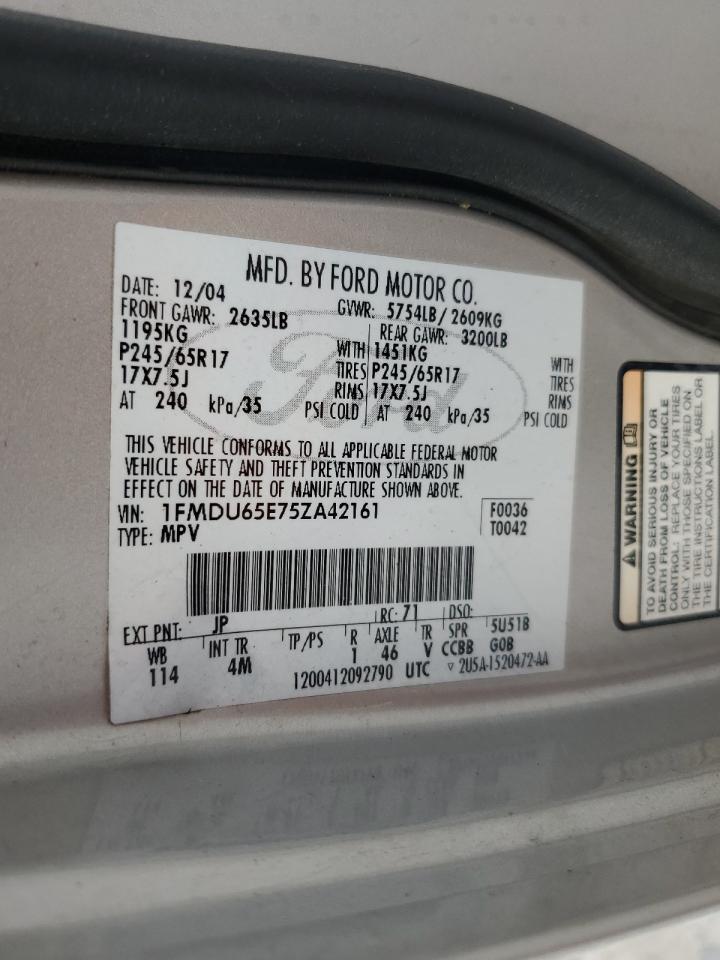 MFD. BY FORD MOTOR CO.
DATE: 12/04 GVWR: 5754LB/2609KG
FRONT GAWR: 2635LB REAR GAWR: 3200LB
1195KG WITH 1451KG WITH
P245/65R17 TIRES P245/65R17 TIRES
17X7.5J RIMS 17X7.5J RIMS
AT 240 kPa/35 PSI COLD AT 240 kPa/35 PSI COLD
Ford
THIS VEHICLE CONFORMS TO ALL APPLICABLE FEDERAL MOTOR
VEHICLE SAFETY AND THEFT PREVENTION STANDARDS IN
EFFECT ON THE DATE OF MANUFACTURE SHOWN ABOVE.
VIN: 1FMDU65E75ZA42161 F0036
TYPE: MPV T0042
EXT PNT: JP RC: 71 DSO:
WB INT TR TP/PS R AXLE TR SPR 5U51B
114 4M 1 46 V CCBB GOB
1200412092790 UTC ▽ 2U5A-1520472-AA
WARNING
TO AVOID SERIOUS INJURY OR
DEATH FROM LOSS OF VEHICLE
CONTROL: REPLACE YOUR TIRES
ONLY WITH THOSE SPECIFIED ON
THE TIRE INSTRUCTIONS LABEL OR
THE CERTIFICATION LABEL.